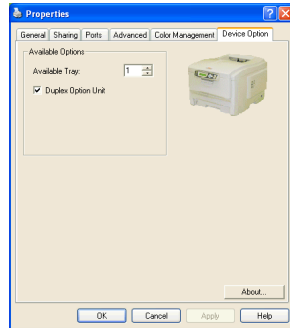 Properties
General Sharing Ports Advanced Color Management Device Option
Available Options
Available Tray: 1
Duplex Option Unit
About...
OK Cancel Apply Help